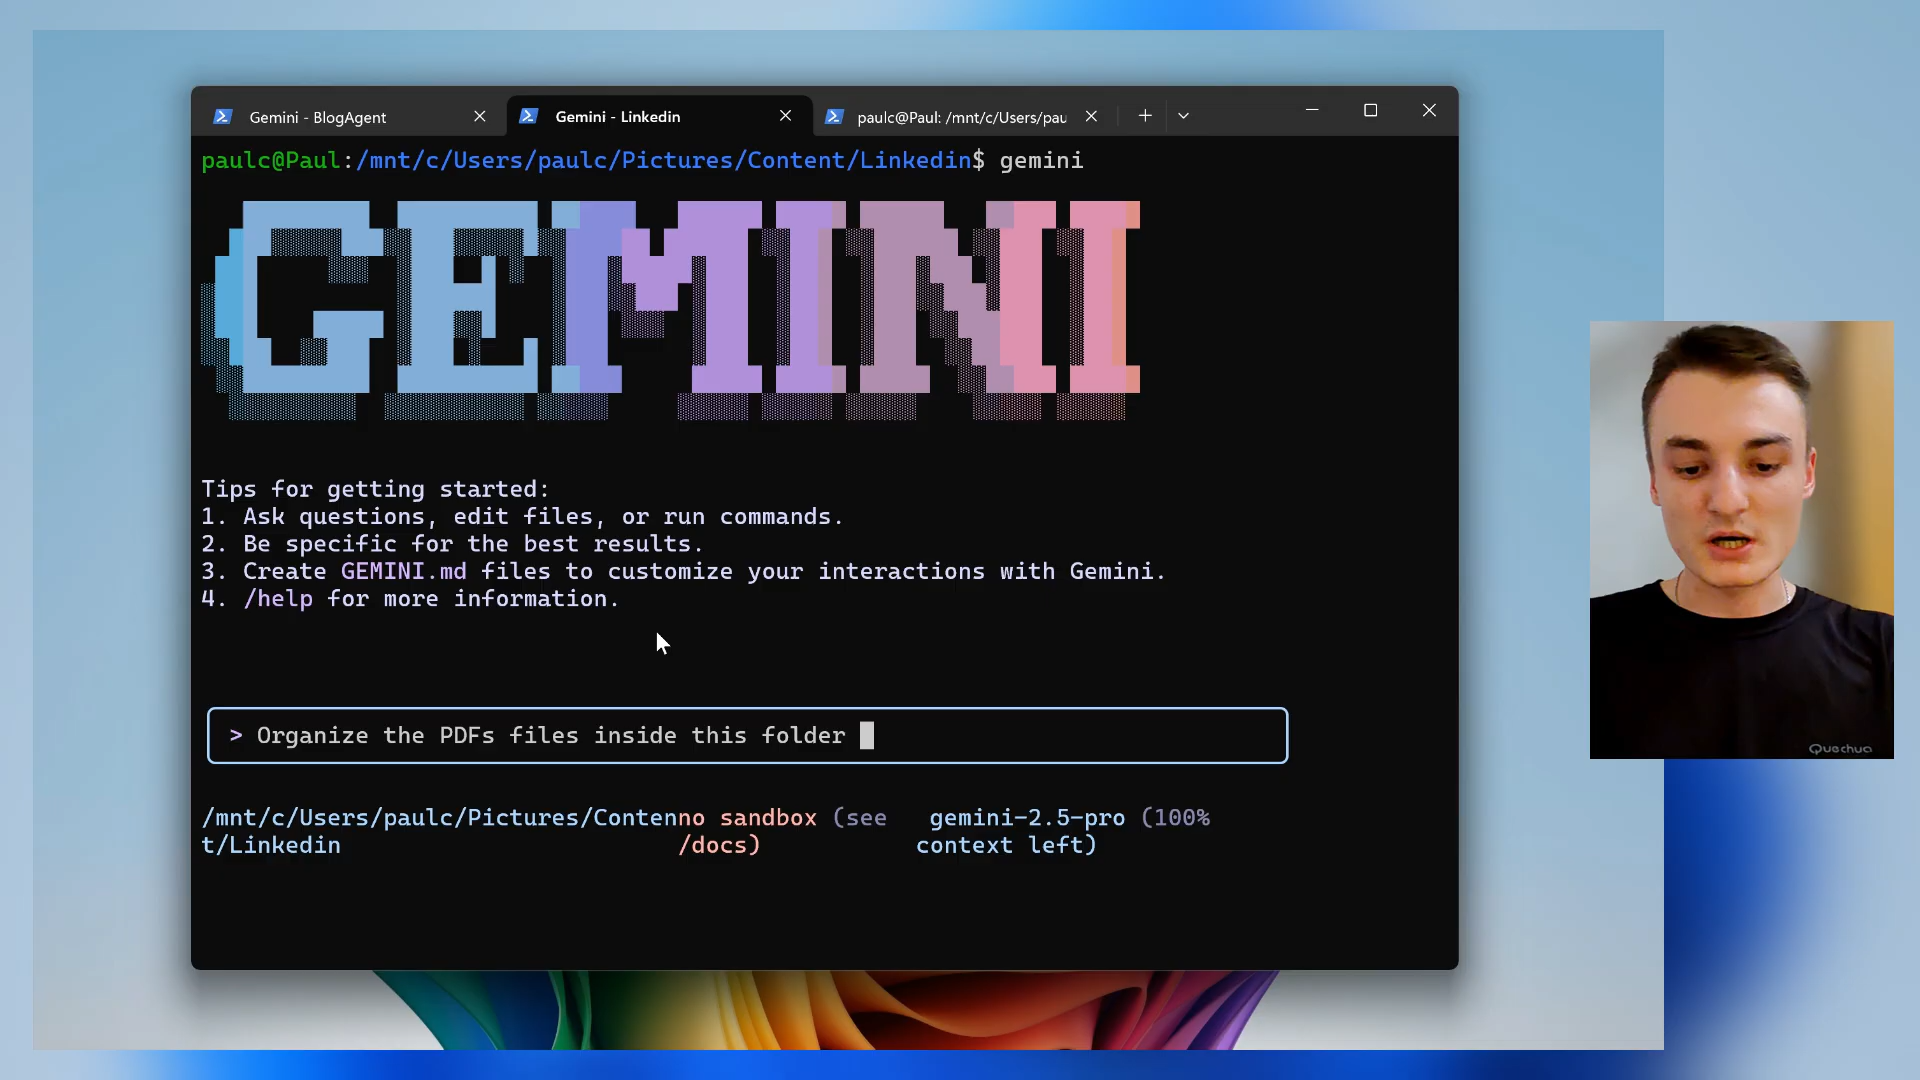 Gemini - BlogAgent
Gemini - Linkedin
paulc@Paul: /mnt/c/Users/pau
paulc@Paul:/mnt/c/Users/paulc/Pictures/Content/Linkedin$ gemini
GEMINI
Tips for getting started:
1. Ask questions, edit files, or run commands.
2. Be specific for the best results.
3. Create GEMINI.md files to customize your interactions with Gemini.
4. /help for more information.
> Organize the PDFs files inside this folder
/mnt/c/Users/paulc/Pictures/Contenno sandbox (see gemini-2.5-pro (100%
t/Linkedin /docs) context left)
Quechua